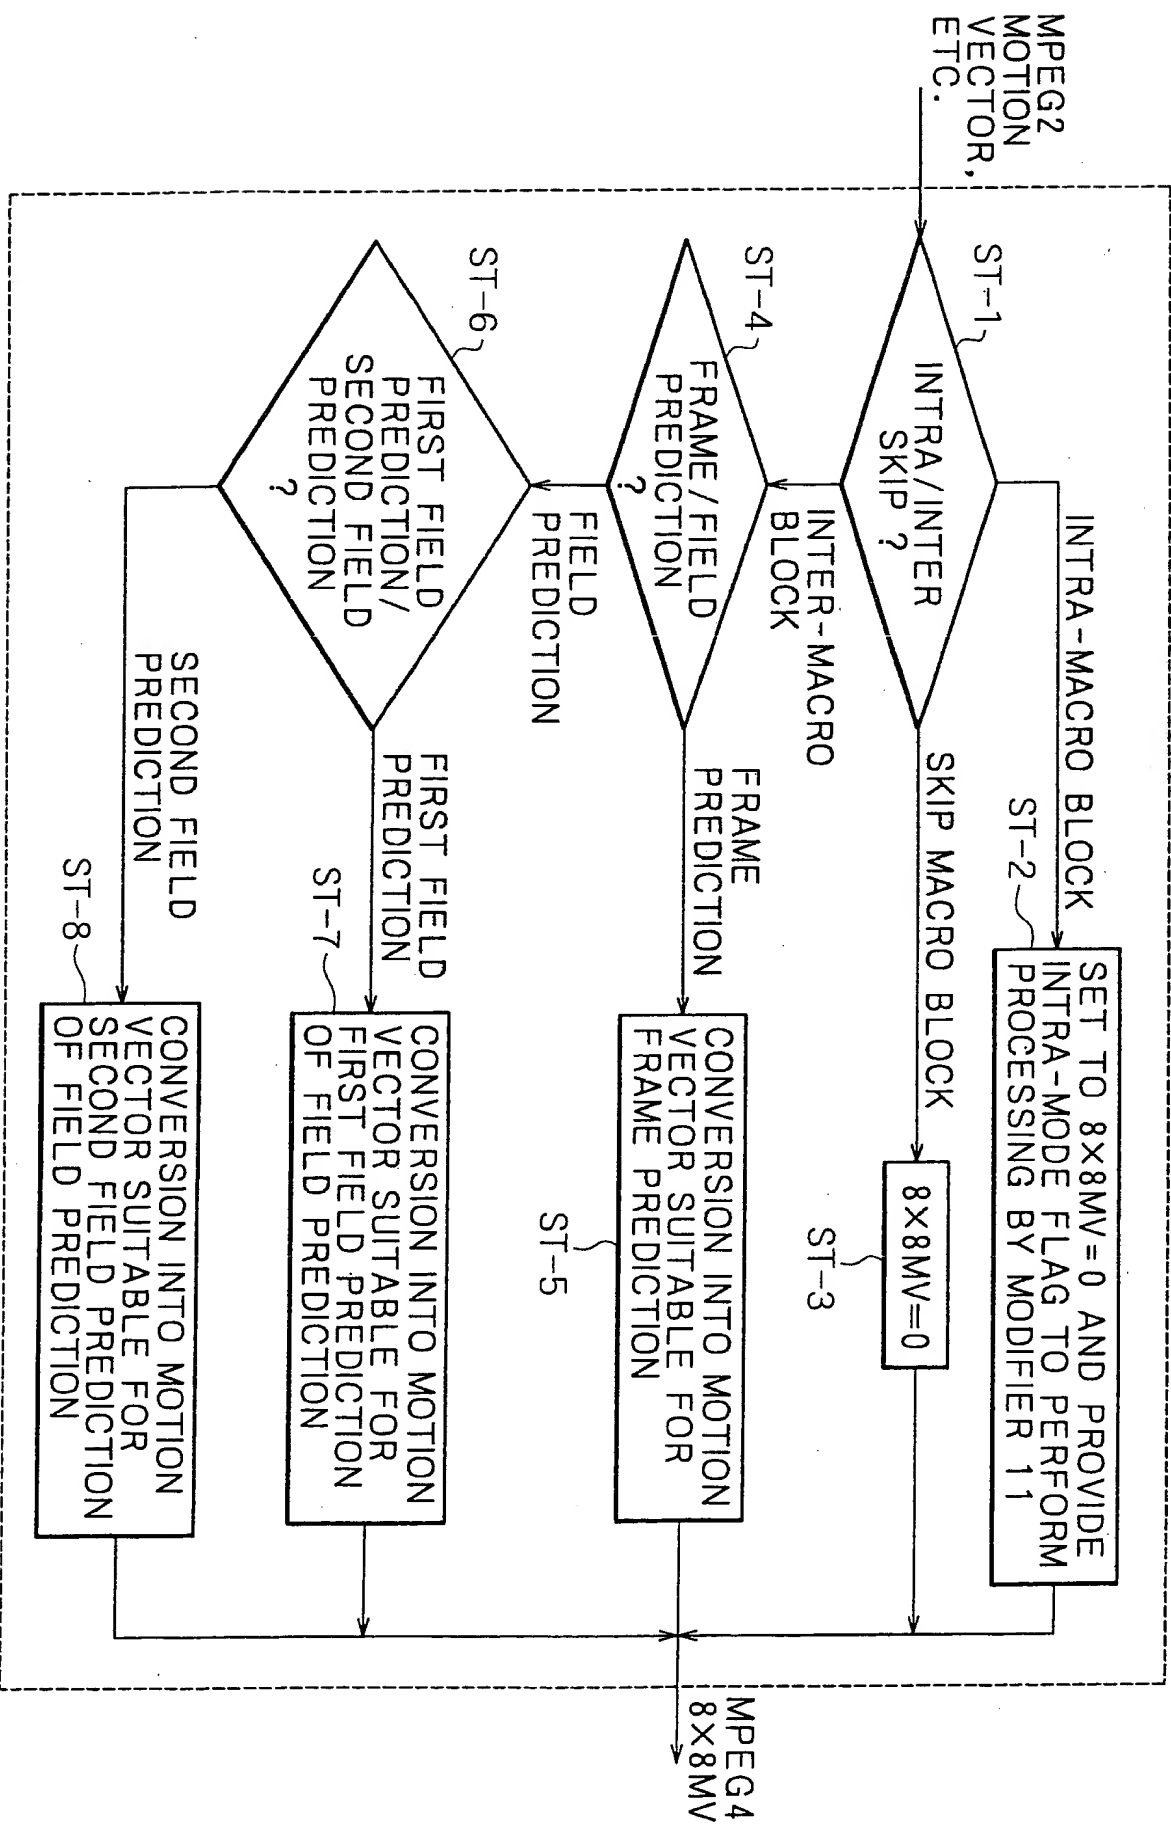 MPEG2
MOTION
VECTOR,
ETC.
ST-1
INTRA/INTER
SKIP ?
INTRA-MACRO BLOCK
ST-2
SET TO 8×8MV=0 AND PROVIDE
INTRA-MODE FLAG TO PERFORM
PROCESSING BY MODIFIER 11
SKIP MACRO BLOCK
8×8MV=0
ST-3
INTER-MACRO
BLOCK
ST-4
FRAME/FIELD
PREDICTION
?
FRAME
PREDICTION
CONVERSION INTO MOTION
VECTOR SUITABLE FOR
FRAME PREDICTION
ST-5
FIELD
PREDICTION
ST-6
FIRST FIELD
PREDICTION/
SECOND FIELD
PREDICTION
?
FIRST FIELD
PREDICTION
ST-7
CONVERSION INTO MOTION
VECTOR SUITABLE FOR
FIRST FIELD PREDICTION
OF FIELD PREDICTION
SECOND FIELD
PREDICTION
ST-8
CONVERSION INTO MOTION
VECTOR SUITABLE FOR
SECOND FIELD PREDICTION
OF FIELD PREDICTION
MPEG4
8×8MV